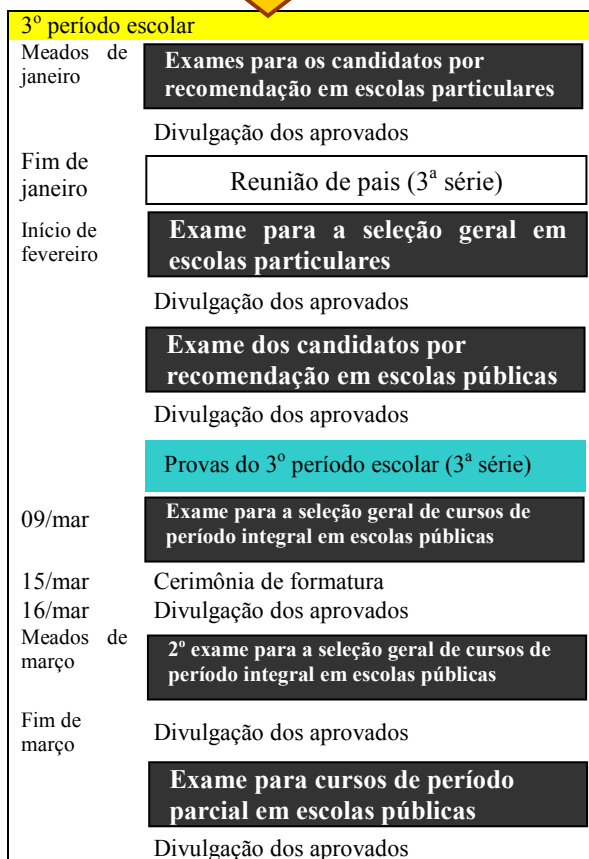 3º período escolar
Meados de
janeiro
Exames para os candidatos por
recomendação em escolas particulares
Divulgação dos aprovados
Fim de
janeiro
Reunião de pais (3ª série)
Início de
fevereiro
Exame para a seleção geral em
escolas particulares
Divulgação dos aprovados
Exame dos candidatos por
recomendação em escolas públicas
Divulgação dos aprovados
Provas do 3º período escolar (3ª série)
09/mar
Exame para a seleção geral de cursos de
período integral em escolas públicas
15/mar Cerimônia de formatura
16/mar Divulgação dos aprovados
Meados de
março
2º exame para a seleção geral de cursos de
período integral em escolas públicas
Fim de
março
Divulgação dos aprovados
Exame para cursos de período
parcial em escolas públicas
Divulgação dos aprovados